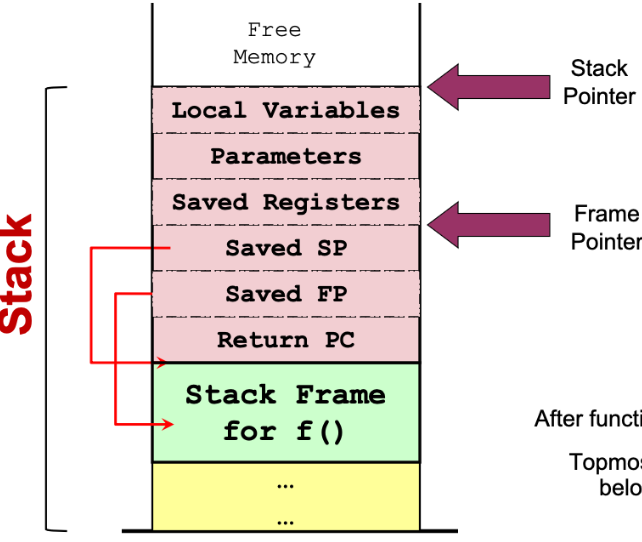 Free
Memory
Stack
Pointer
Local Variables
Parameters
Saved Registers
Frame
Pointer
Saved SP
Stack
Saved FP
Return PC
Stack Frame
for f()
After functi
Topmos
belo
...
...